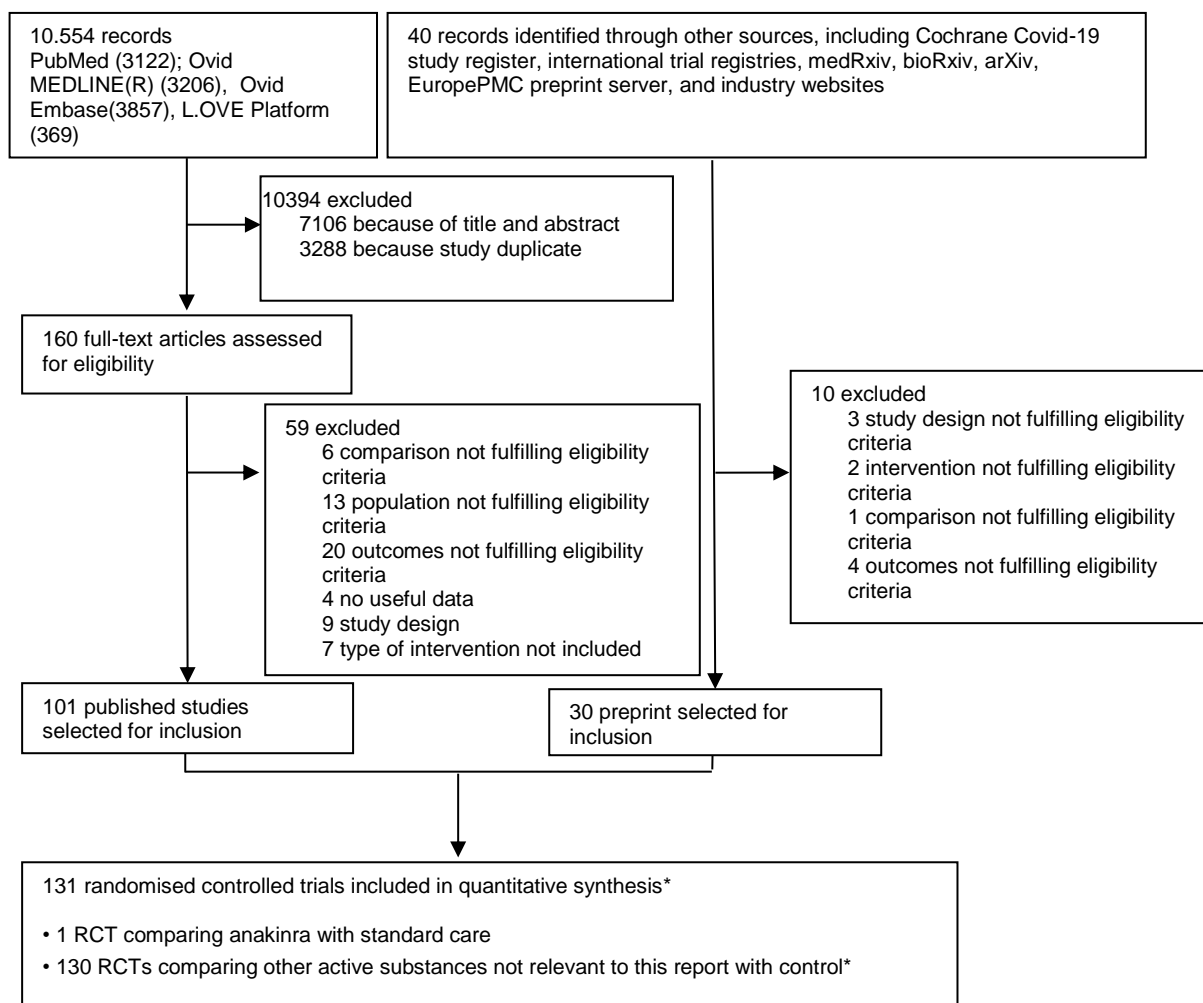 10.554 records
PubMed (3122); Ovid
MEDLINE(R) (3206), Ovid
Embase(3857), L.OVE Platform
(369)
40 records identified through other sources, including Cochrane Covid-19
study register, international trial registries, medRxiv, bioRxiv, arXiv,
EuropePMC preprint server, and industry websites
10394 excluded
7106 because of title and abstract
3288 because study duplicate
160 full-text articles assessed
for eligibility
59 excluded
6 comparison not fulfilling eligibility
criteria
13 population not fulfilling eligibility
criteria
20 outcomes not fulfilling eligibility
criteria
4 no useful data
9 study design
7 type of intervention not included
10 excluded
3 study design not fulfilling eligibility
criteria
2 intervention not fulfilling eligibility
criteria
1 comparison not fulfilling eligibility
criteria
4 outcomes not fulfilling eligibility
criteria
101 published studies
selected for inclusion
30 preprint selected for
inclusion
131 randomised controlled trials included in quantitative synthesis*
• 1 RCT comparing anakinra with standard care
• 130 RCTs comparing other active substances not relevant to this report with control*